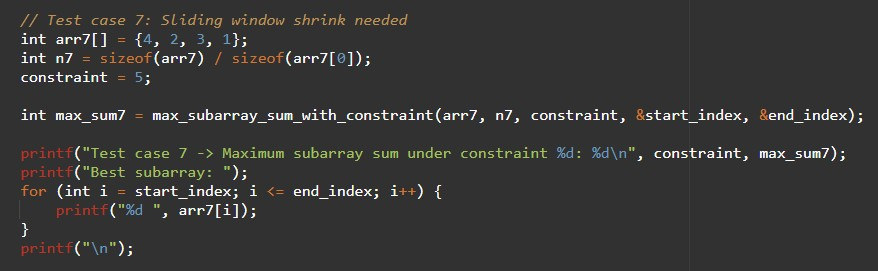 // Test case 7: Sliding window shrink needed
int arr7[] = {4, 2, 3, 1};
int n7 = sizeof(arr7) / sizeof(arr7[0]);
constraint = 5;
int max_sum7 = max_subarray_sum_with_constraint(arr7, n7, constraint, &start_index, &end_index);
printf("Test case 7 -> Maximum subarray sum under constraint %d: %d\n", constraint, max_sum7);
printf("Best subarray: ");
for (int i = start_index; i <= end_index; i++) {
    printf("%d ", arr7[i]);
}
printf("\n");